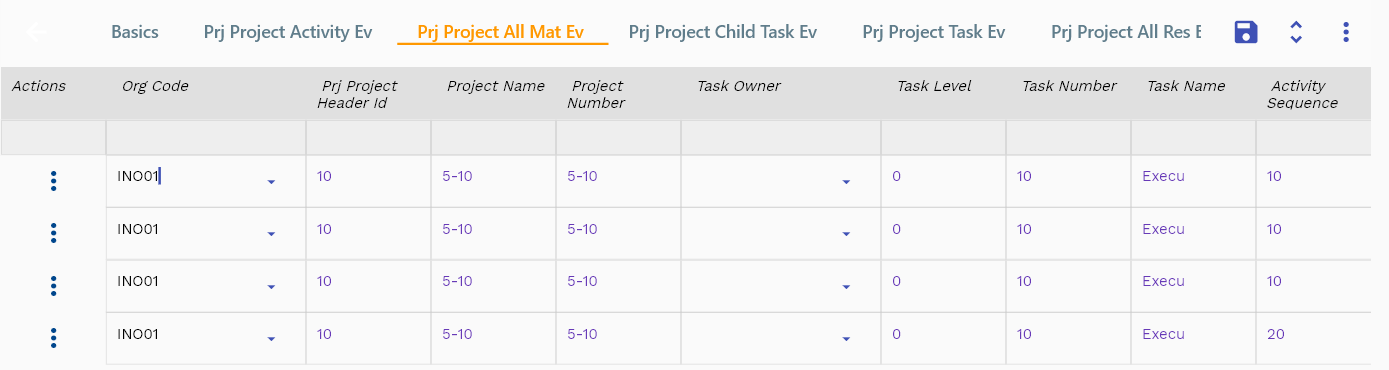 Basics Prj Project Activity Ev Prj Project All Mat Ev Prj Project Child Task Ev Prj Project Task Ev Prj Project All Res E
Actions Org Code Prj Project Header Id Project Name Project Number Task Owner Task Level Task Number Task Name Activity Sequence
INO01 10 5-10 5-10 0 10 Execu 10
INO01 10 5-10 5-10 0 10 Execu 10
INO01 10 5-10 5-10 0 10 Execu 10
INO01 10 5-10 5-10 0 10 Execu 20